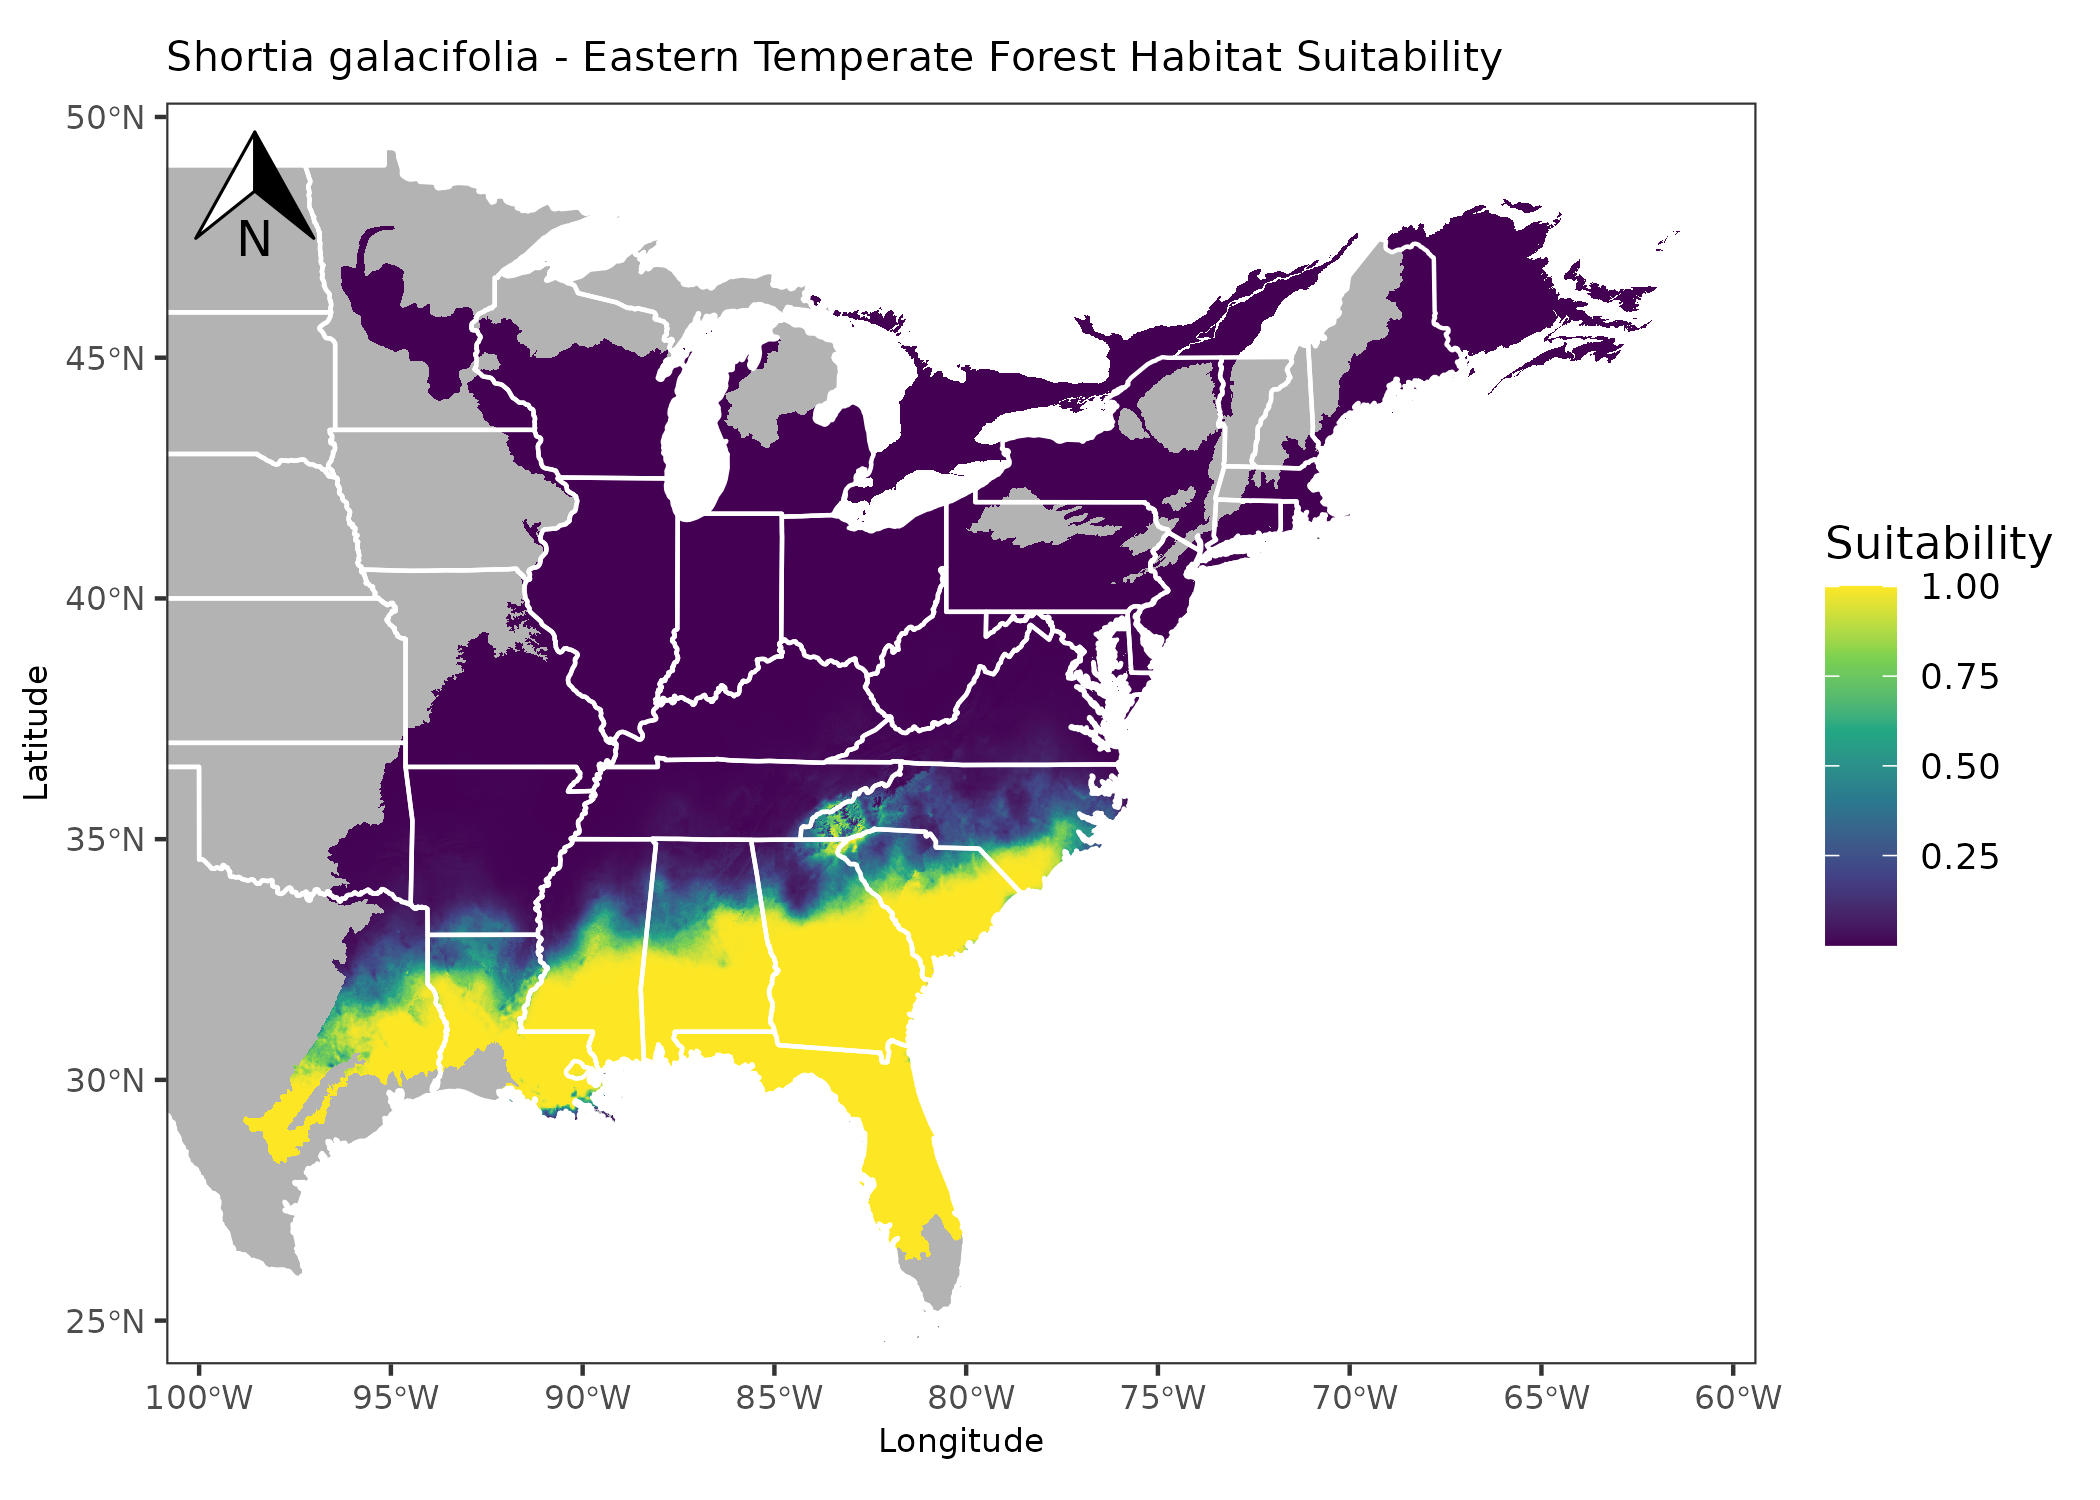 Shortia galacifolia - Eastern Temperate Forest Habitat Suitability
50°N
45°N
40°N
35°N
30°N
25°N
Latitude
N
100°W
95°W
90°W
85°W
80°W
75°W
70°W
65°W
60°W
Longitude
Suitability
1.00
0.75
0.50
0.25